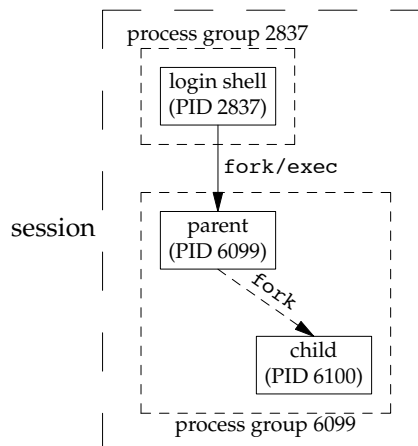 process group 2837
login shell
(PID 2837)
fork/exec
session
parent
(PID 6099)
fork
child
(PID 6100)
process group 6099